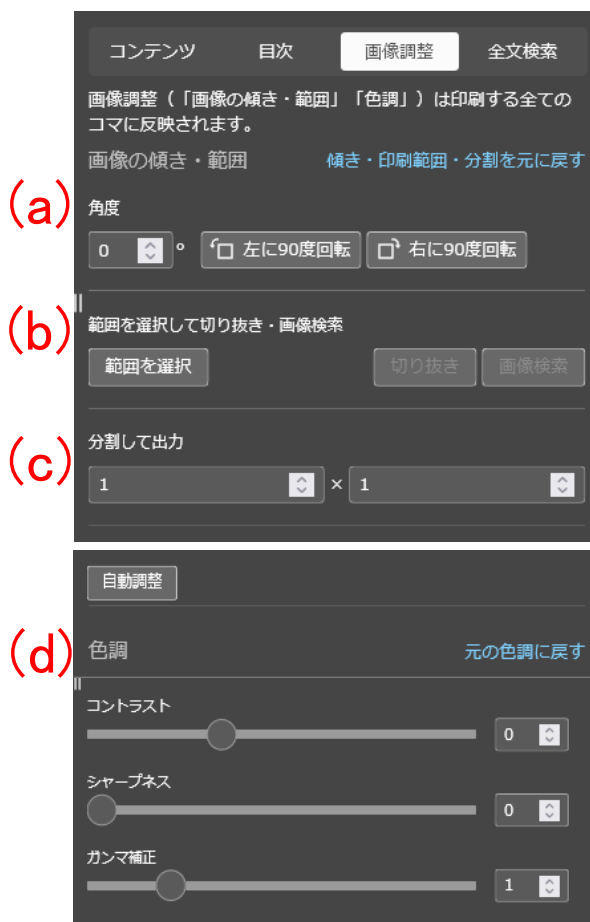 コンテンツ 目次 画像調整 全文検索
画像調整（「画像の傾き・範囲」「色調」）は印刷する全ての
コマに反映されます。
画像の傾き・範囲 傾き・印刷範囲・分割を元に戻す
(a) 角度
0 ° 左に90度回転 右に90度回転
(b) 範囲を選択して切り抜き・画像検索
範囲を選択 切り抜き 画像検索
(c) 分割して出力
1 × 1
自動調整
(d) 色調 元の色調に戻す
コントラスト
0
シャープネス
0
ガンマ補正
1